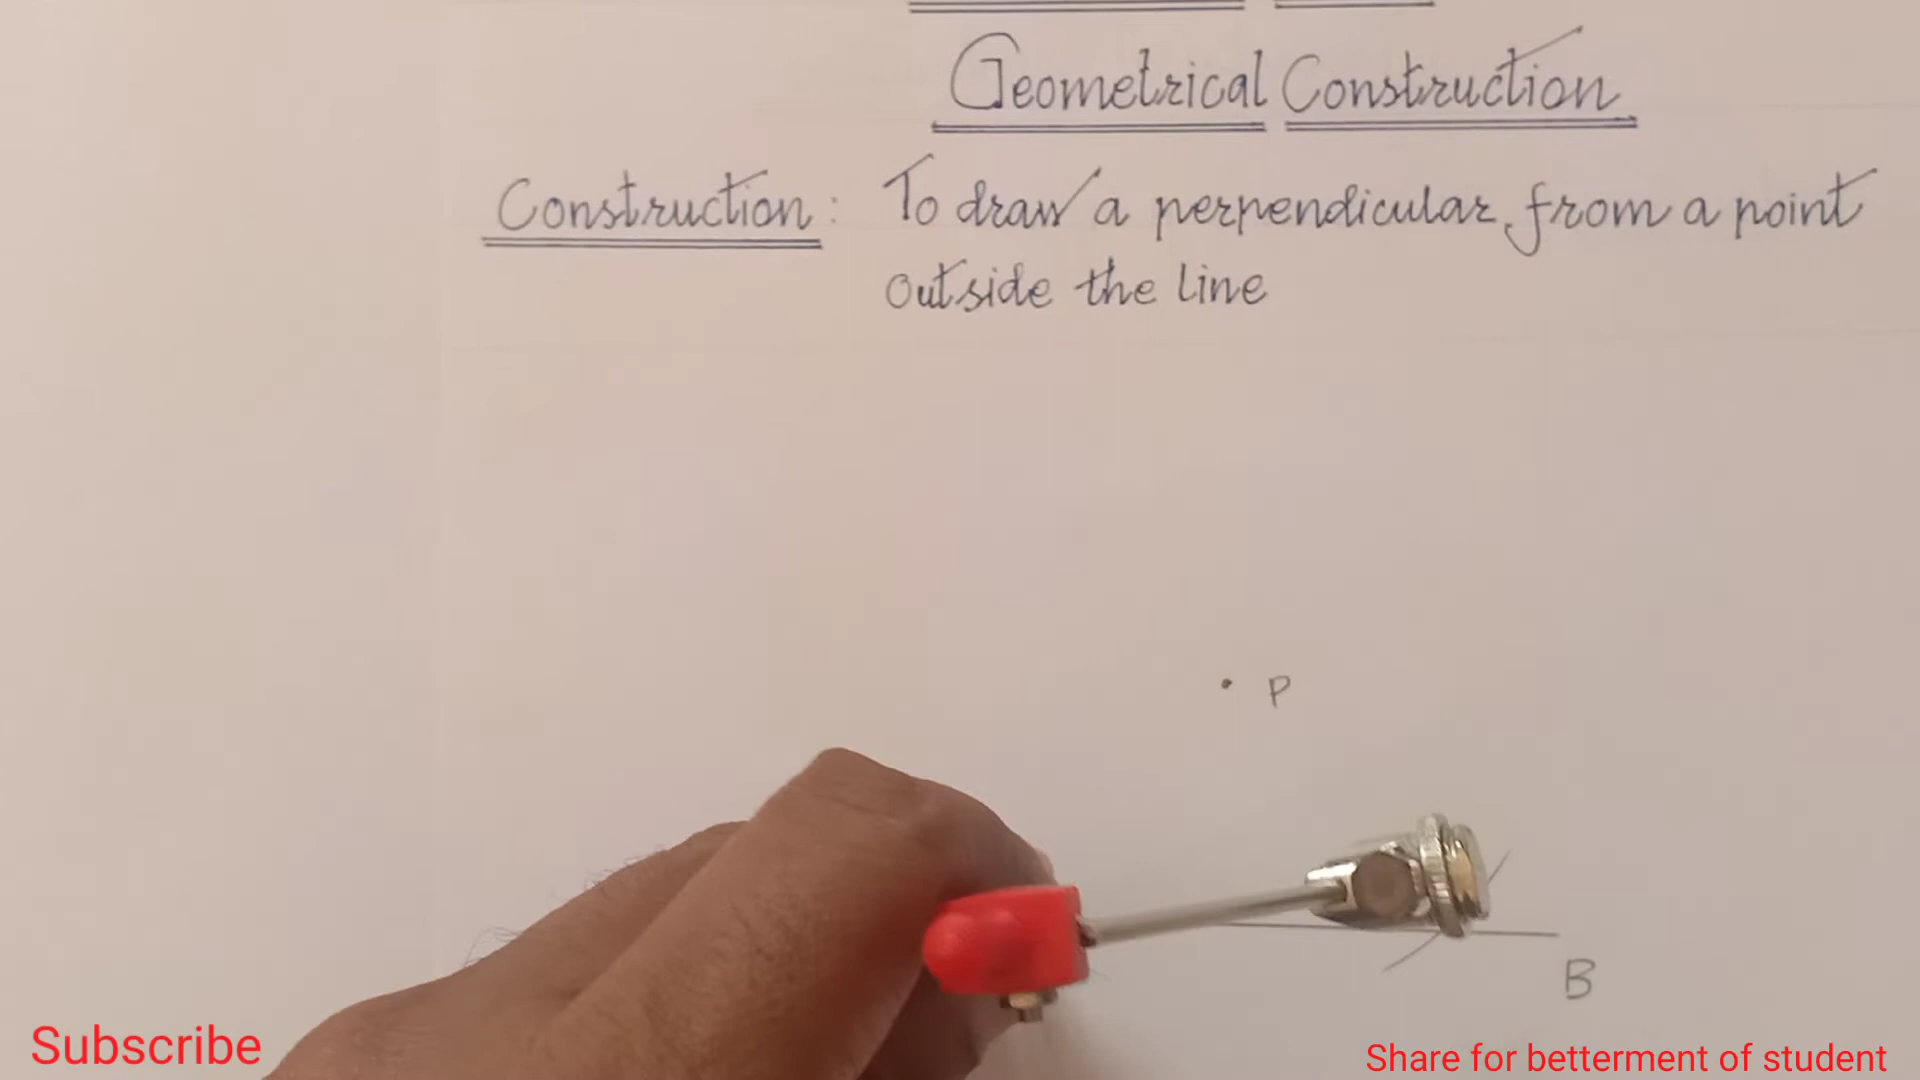 Geometrical Construction
Construction: To draw a perpendicular from a point
outside the line
P
B
Subscribe
Share for betterment of student